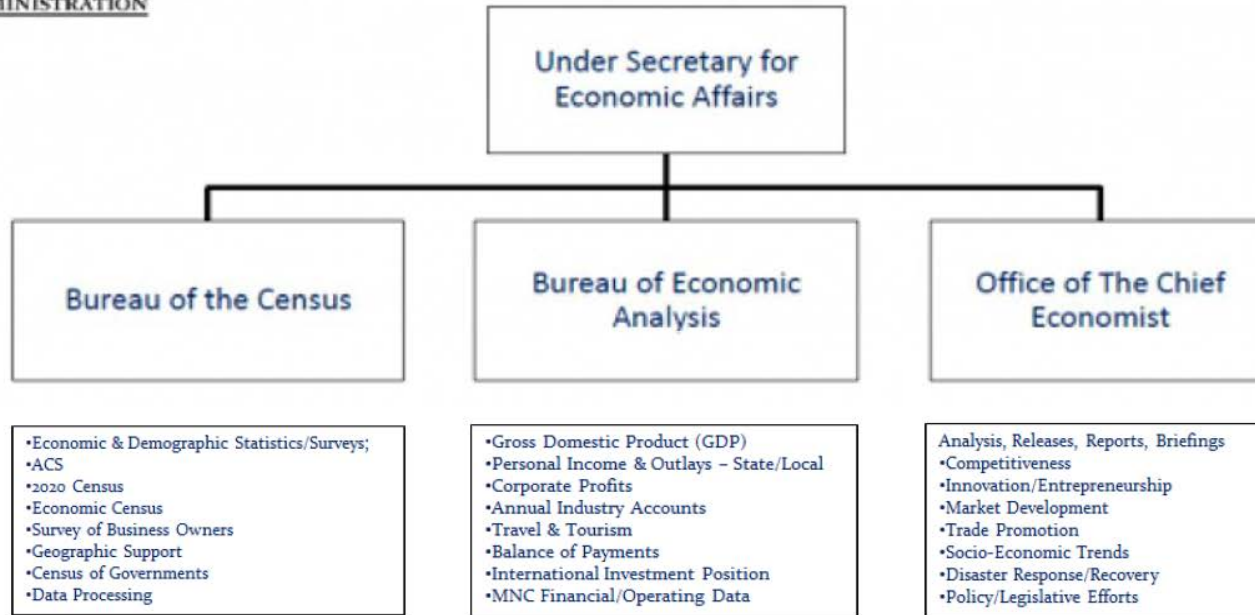 MINISTRATION
Under Secretary for
Economic Affairs
Bureau of the Census
Bureau of Economic
Analysis
Office of The Chief
Economist
•Economic & Demographic Statistics/Surveys;
•ACS
•2020 Census
•Economic Census
•Survey of Business Owners
•Geographic Support
•Census of Governments
•Data Processing
•Gross Domestic Product (GDP)
•Personal Income & Outlays – State/Local
•Corporate Profits
•Annual Industry Accounts
•Travel & Tourism
•Balance of Payments
•International Investment Position
•MNC Financial/Operating Data
Analysis, Releases, Reports, Briefings
•Competitiveness
•Innovation/Entrepreneurship
•Market Development
•Trade Promotion
•Socio-Economic Trends
•Disaster Response/Recovery
•Policy/Legislative Efforts